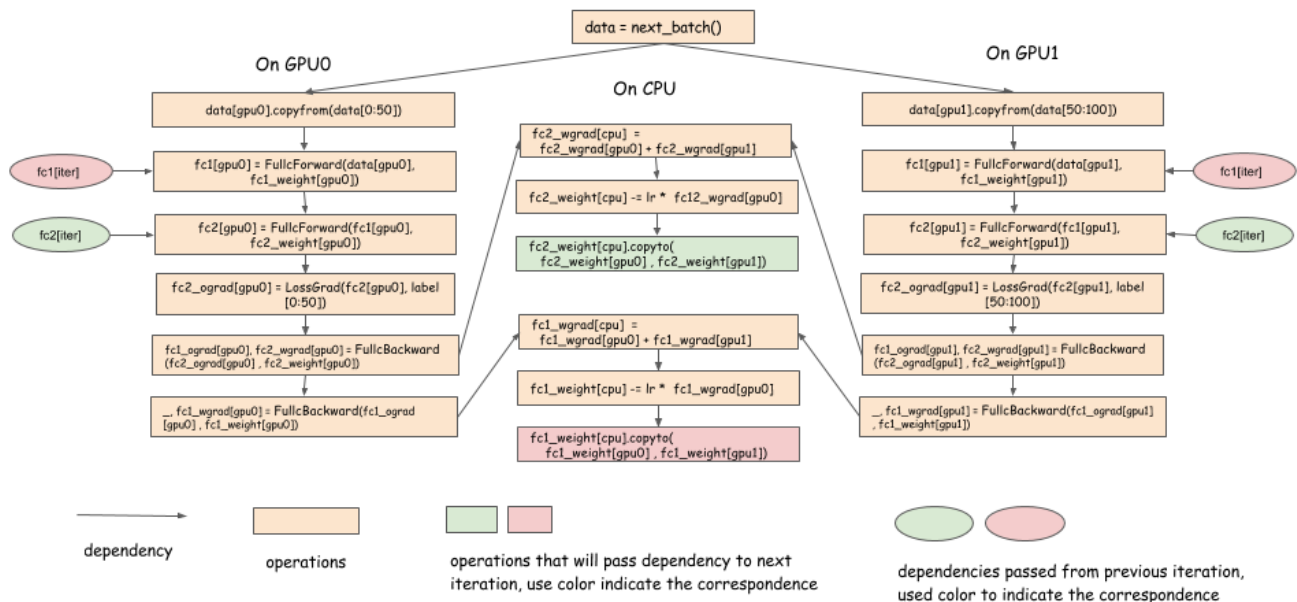 data = next_batch()
On GPU0
On CPU
On GPU1
data[gpu0].copyfrom(data[0:50])
fc1[gpu0] = FullcForward(data[gpu0],
fc1_weight[gpu0])
fc1[iter]
fc2[gpu0] = FullcForward(fc1[gpu0],
fc2_weight[gpu0])
fc2[iter]
fc2_ograd[gpu0] = LossGrad(fc2[gpu0], label
[0:50])
fc1_ograd[gpu0], fc2_wgrad[gpu0] = FullcBackward
(fc2_ograd[gpu0] , fc2_weight[gpu0])
_, fc1_wgrad[gpu0] = FullcBackward(fc1_ograd
[gpu0] , fc1_weight[gpu0])
fc2_wgrad[cpu] =
fc2_wgrad[gpu0] + fc2_wgrad[gpu1]
fc2_weight[cpu] -= lr * fc12_wgrad[gpu0]
fc2_weight[cpu].copyto(
fc2_weight[gpu0] , fc2_weight[gpu1])
fc1_wgrad[cpu] =
fc1_wgrad[gpu0] + fc1_wgrad[gpu1]
fc1_weight[cpu] -= lr * fc1_wgrad[gpu0]
fc1_weight[cpu].copyto(
fc1_weight[gpu0] , fc1_weight[gpu1])
data[gpu1].copyfrom(data[50:100])
fc1[gpu1] = FullcForward(data[gpu1],
fc1_weight[gpu1])
fc1[iter]
fc2[gpu1] = FullcForward(fc1[gpu1],
fc2_weight[gpu1])
fc2[iter]
fc2_ograd[gpu1] = LossGrad(fc2[gpu1], label
[50:100])
fc1_ograd[gpu1], fc2_wgrad[gpu1] = FullcBackward
(fc2_ograd[gpu1] , fc2_weight[gpu1])
_, fc1_wgrad[gpu1] = FullcBackward(fc1_ograd[gpu1]
, fc1_weight[gpu1])
dependency
operations
operations that will pass dependency to next
iteration, use color indicate the correspondence
dependencies passed from previous iteration,
used color to indicate the correspondence